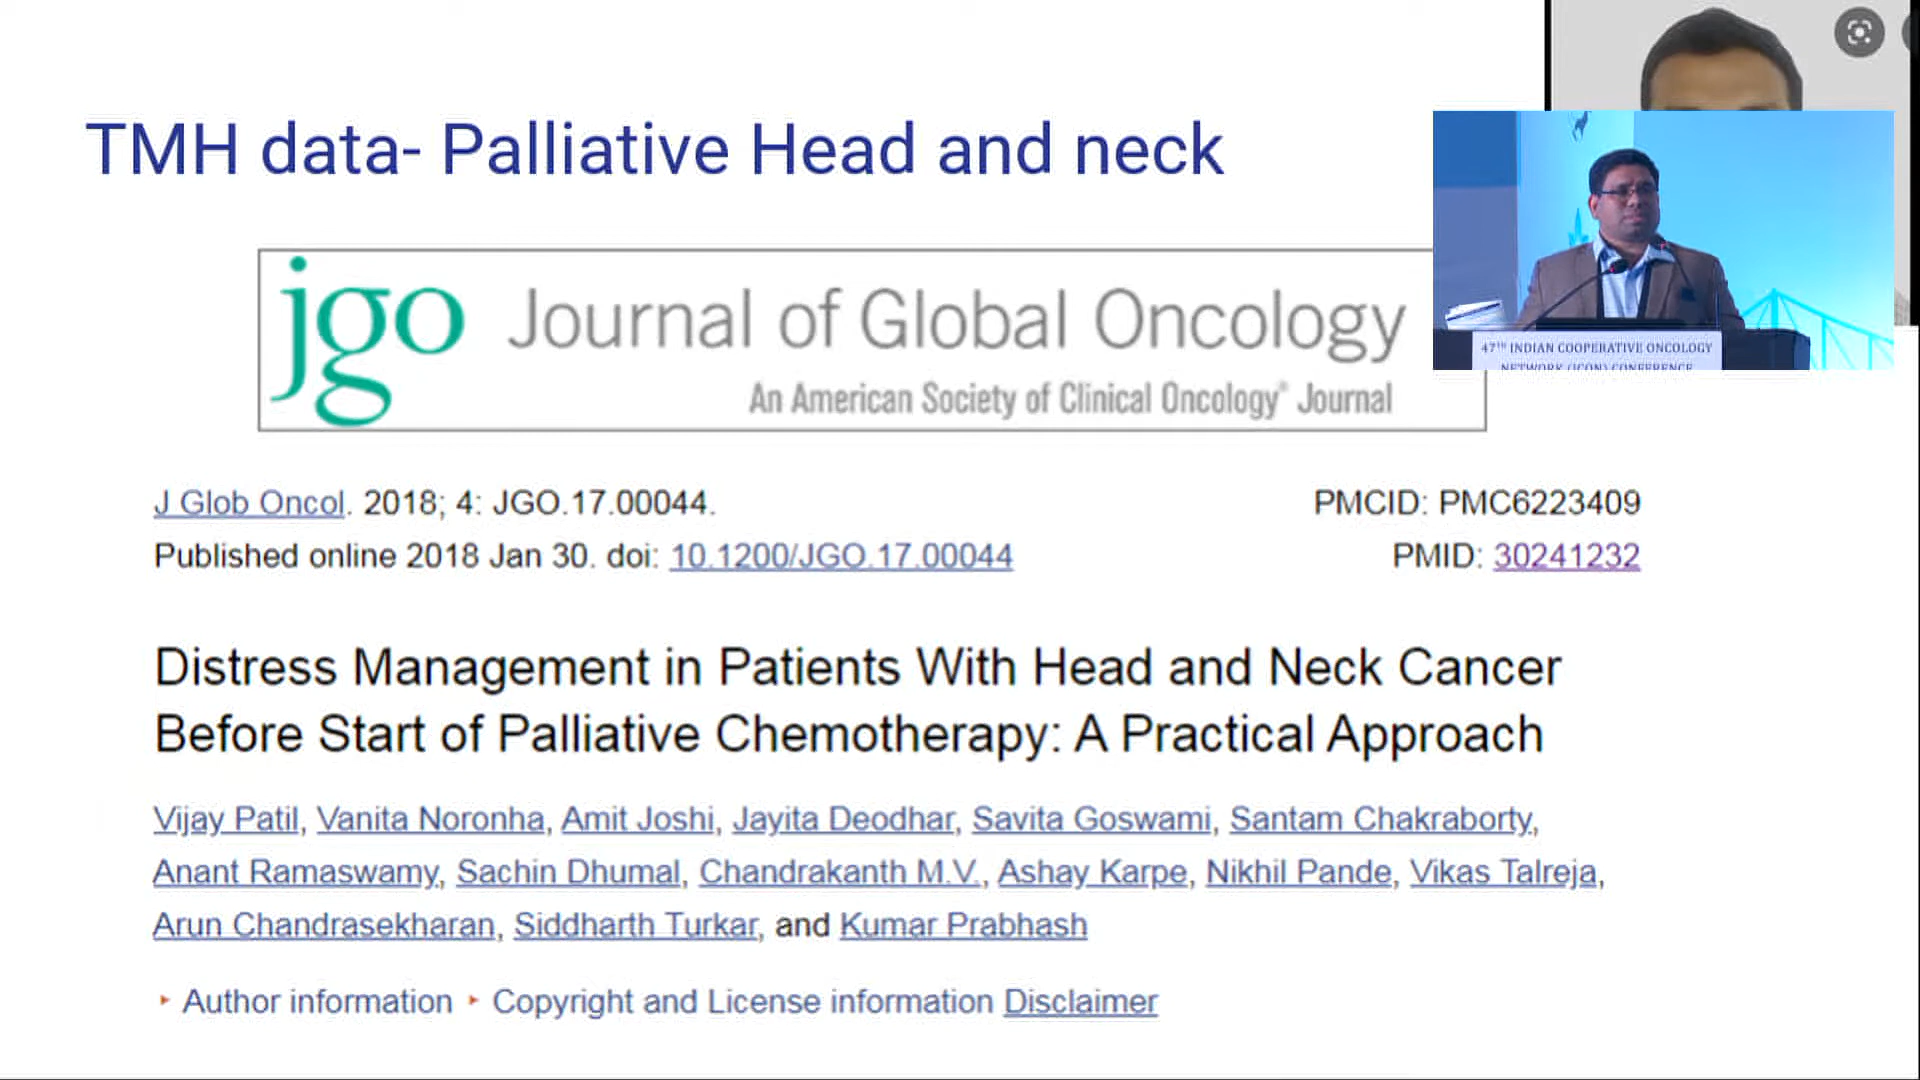 TMH data- Palliative Head and neck
jgo Journal of Global Oncology
An American Society of Clinical Oncology® Journal
47TH INDIAN COOPERATIVE ONCOLOGY
NETWORK (ICON) CONFERENCE
J Glob Oncol. 2018; 4: JGO.17.00044.
PMCID: PMC6223409
Published online 2018 Jan 30. doi: 10.1200/JGO.17.00044
PMID: 30241232
Distress Management in Patients With Head and Neck Cancer
Before Start of Palliative Chemotherapy: A Practical Approach
Vijay Patil, Vanita Noronha, Amit Joshi, Jayita Deodhar, Savita Goswami, Santam Chakraborty,
Anant Ramaswamy, Sachin Dhumal, Chandrakanth M.V., Ashay Karpe, Nikhil Pande, Vikas Talreja,
Arun Chandrasekharan, Siddharth Turkar, and Kumar Prabhash
‣ Author information ‣ Copyright and License information Disclaimer